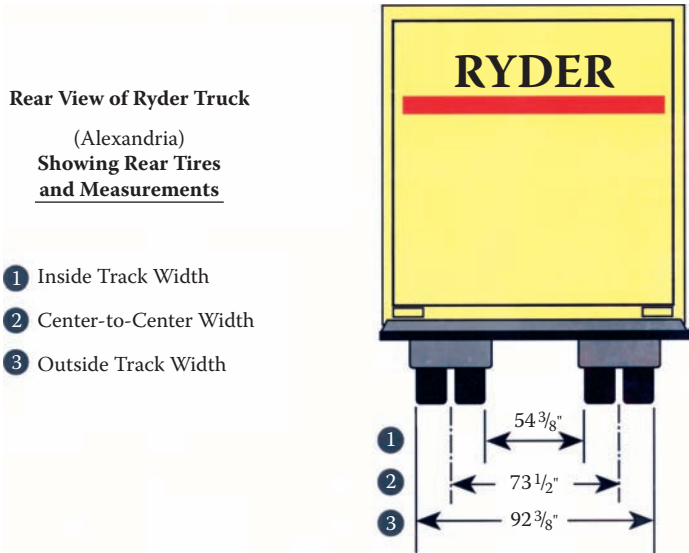 Rear View of Ryder Truck
(Alexandria)
Showing Rear Tires
and Measurements
1 Inside Track Width
2 Center-to-Center Width
3 Outside Track Width
RYDER
1 54 3/8"
2 73 1/2"
3 92 3/8"